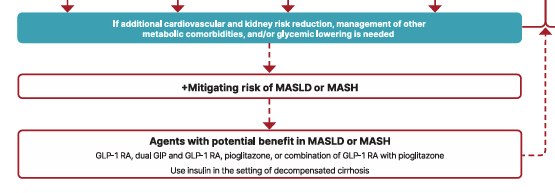 If additional cardiovascular and kidney risk reduction, management of other
metabolic comorbidities, and/or glycemic lowering is needed
+Mitigating risk of MASLD or MASH
Agents with potential benefit in MASLD or MASH
GLP-1 RA, dual GIP and GLP-1 RA, pioglitazone, or combination of GLP-1 RA with pioglitazone
Use insulin in the setting of decompensated cirrhosis